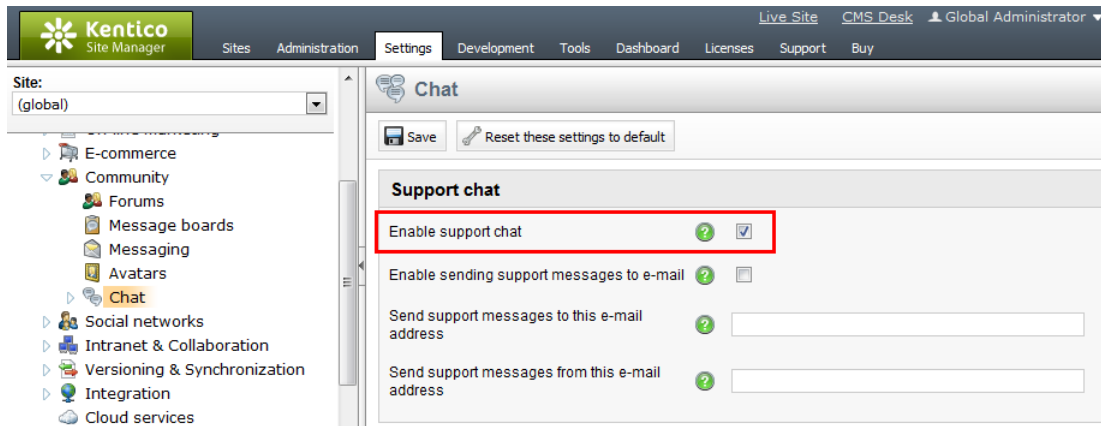 Live Site CMS Desk Global Administrator
Kentico
Site Manager
Sites Administration Settings Development Tools Dashboard Licenses Support Buy
Site:
(global)
E-commerce
Community
Forums
Message boards
Messaging
Avatars
Chat
Social networks
Intranet & Collaboration
Versioning & Synchronization
Integration
Cloud services
Chat
Save Reset these settings to default
Support chat
Enable support chat
Enable sending support messages to e-mail
Send support messages to this e-mail
address
Send support messages from this e-mail
address